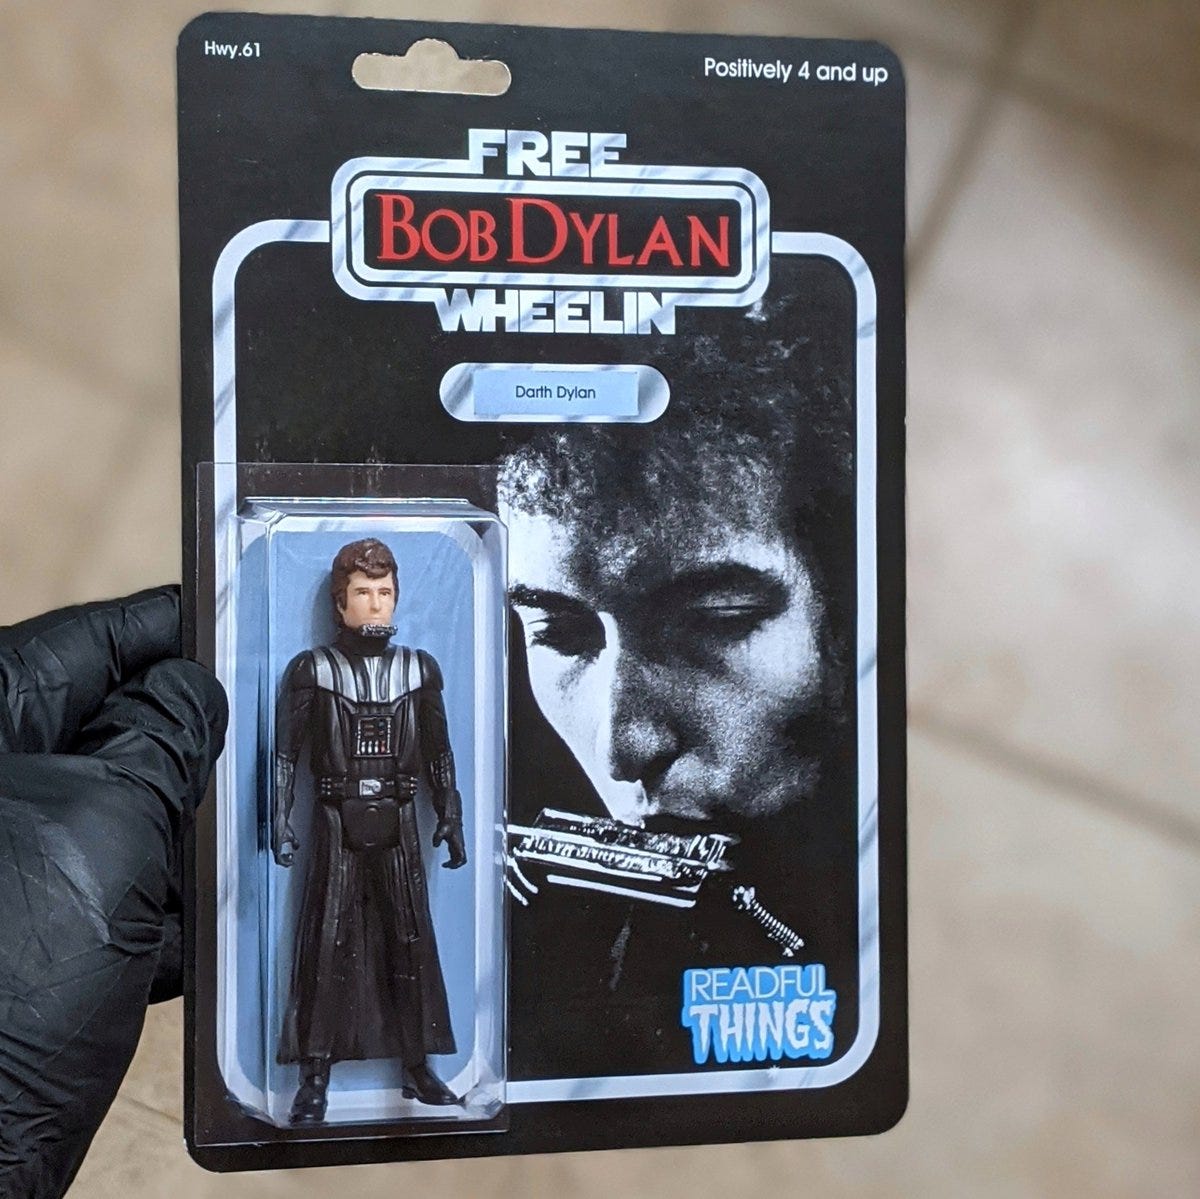 Hwy.61
Positively 4 and up
FREE
BOB DYLAN
WHEELIN
Darth Dylan
READFUL
THINGS